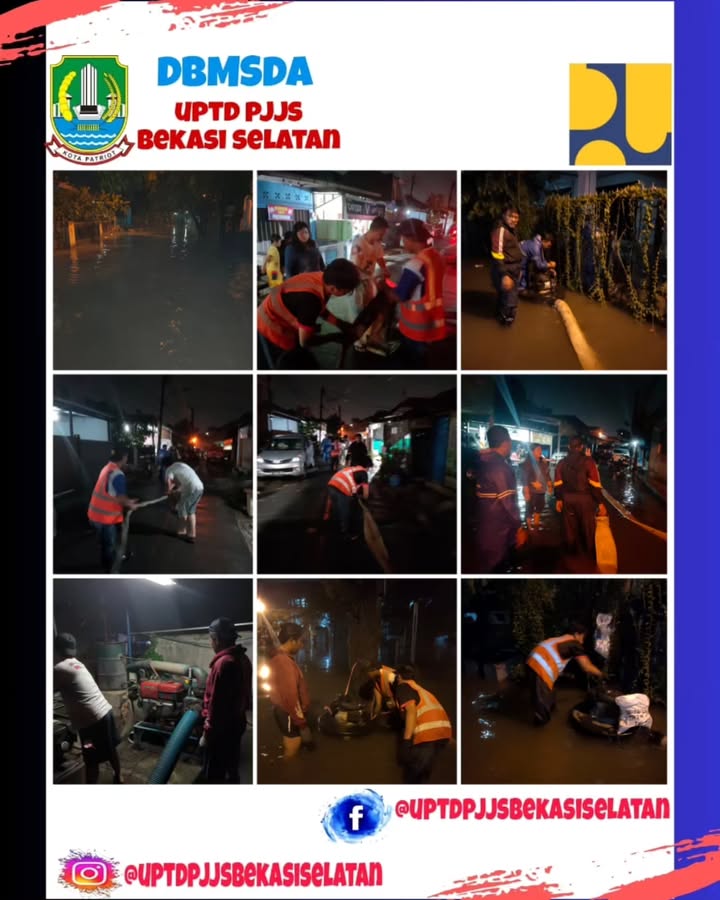 DBMSDA
UPTD PJJS
BEKASI SELATAN
KOTA PATRIOT
@UPTDPJJSBEKASISELATAN
@UPTDPJJSBEKASISELATAN